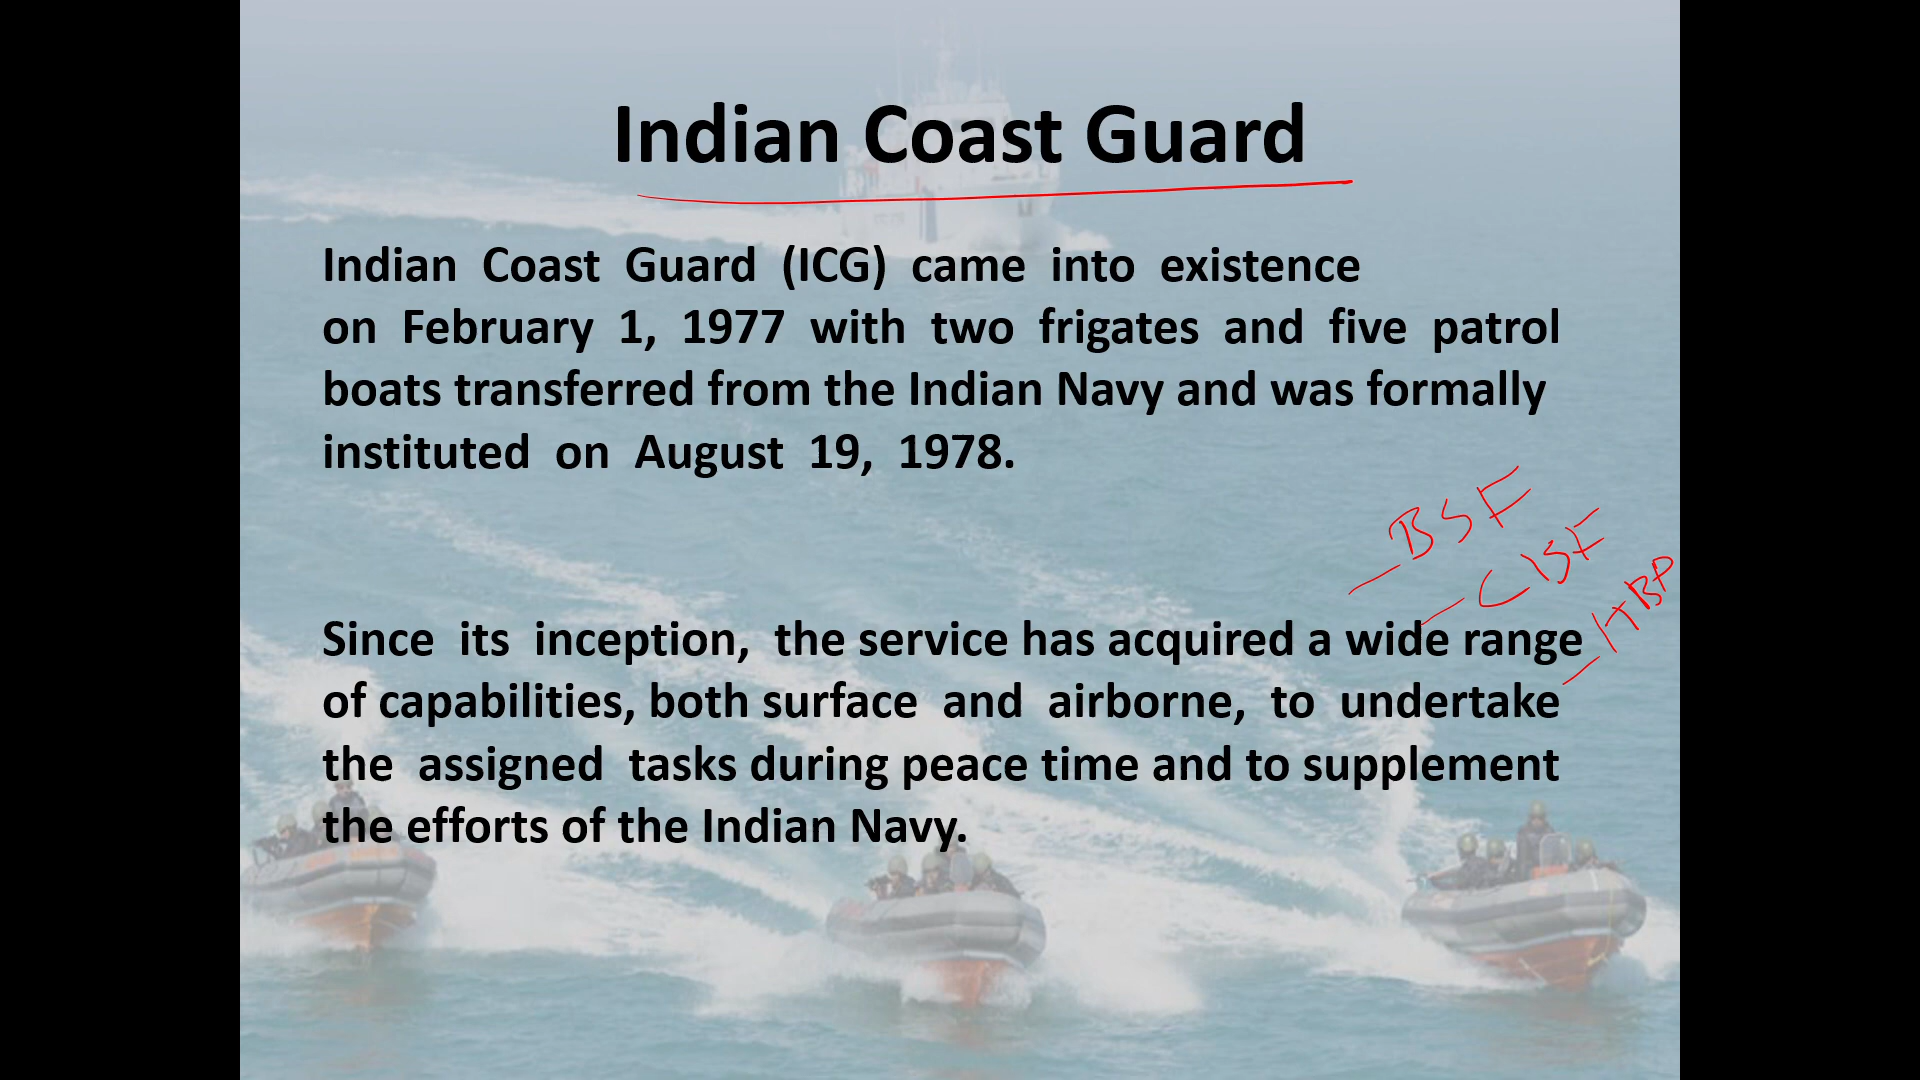 Indian Coast Guard
Indian Coast Guard (ICG) came into existence
on February 1, 1977 with two frigates and five patrol
boats transferred from the Indian Navy and was formally
instituted on August 19, 1978.
-BSF
-CISF
-ITBP
Since its inception, the service has acquired a wide range
of capabilities, both surface and airborne, to undertake
the assigned tasks during peace time and to supplement
the efforts of the Indian Navy.